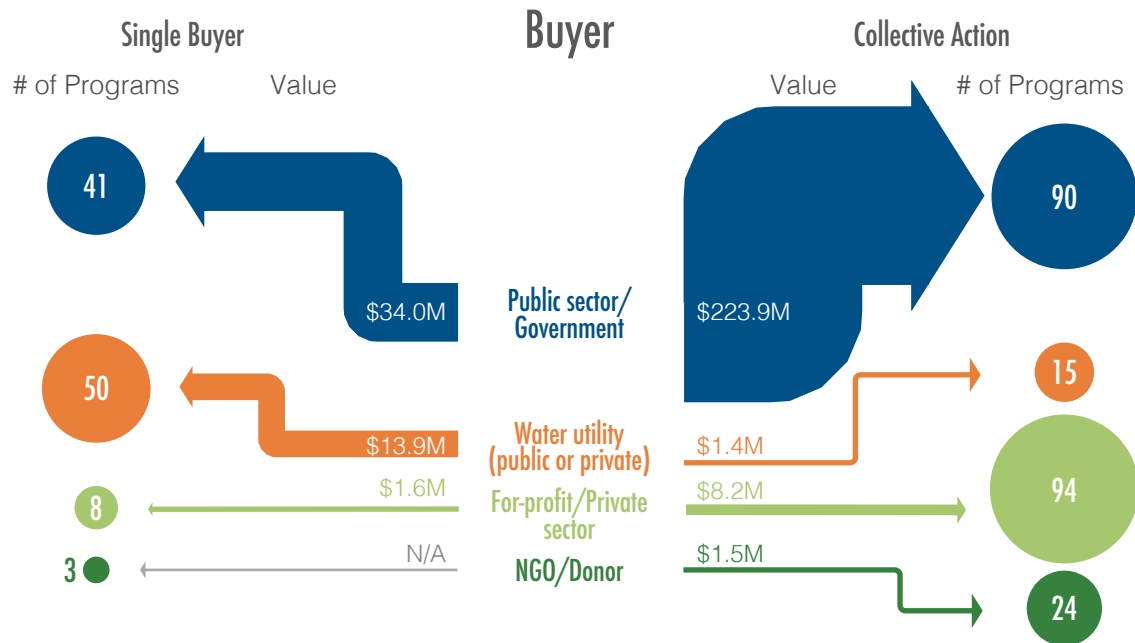 Buyer
Single Buyer
Collective Action
# of Programs
Value
Value
# of Programs
41
90
$34.0M
Public sector/
Government
$223.9M
50
15
$13.9M
Water utility
(public or private)
$1.4M
8
$1.6M
For-profit/Private
sector
$8.2M
94
3
N/A
NGO/Donor
$1.5M
24